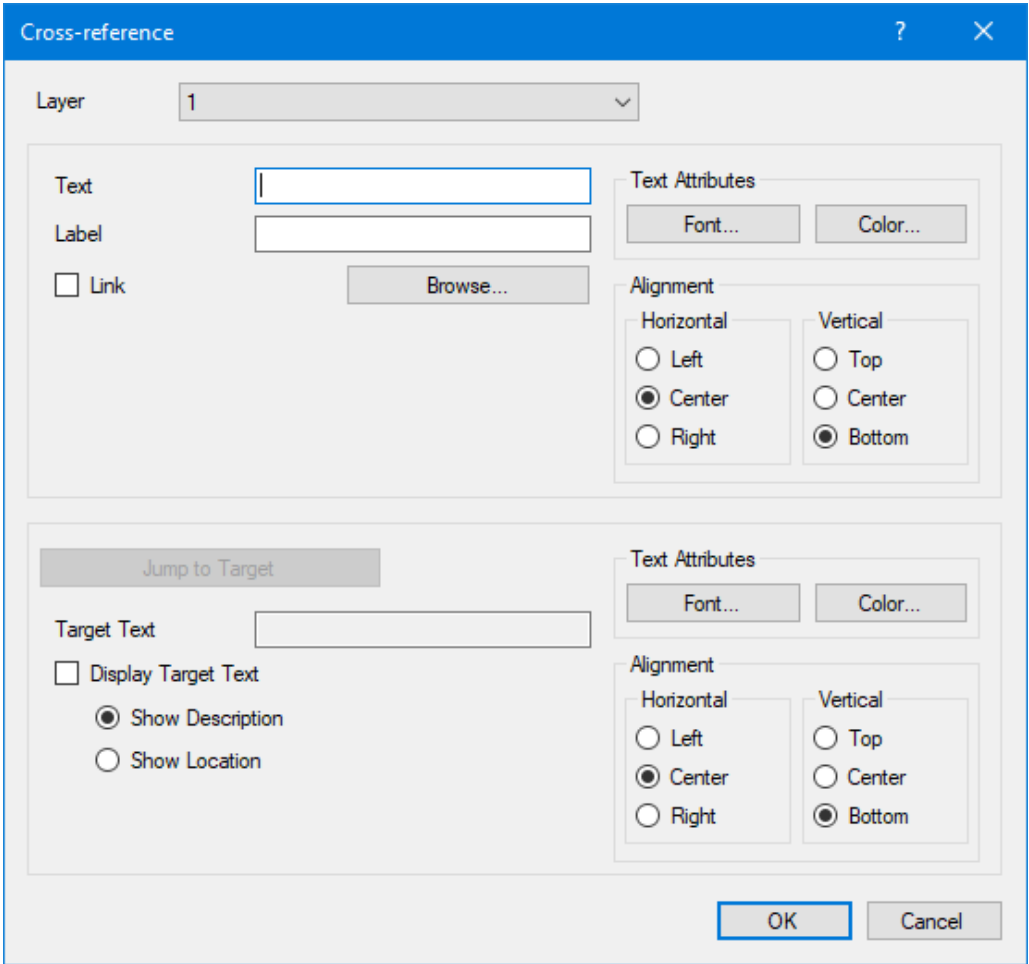 Cross-reference ?
Layer 1
Text
Label
Link Browse...
Text Attributes
Font... Color...
Alignment
Horizontal Vertical
Left Top
Center Center
Right Bottom
Jump to Target
Target Text
Display Target Text
Show Description
Show Location
Text Attributes
Font... Color...
Alignment
Horizontal Vertical
Left Top
Center Center
Right Bottom
OK Cancel